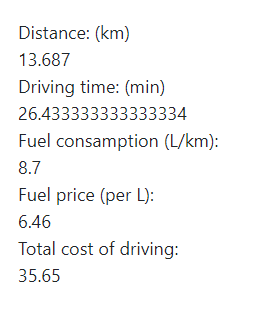 Distance: (km)
13.687
Driving time: (min)
26.433333333333334
Fuel consamption (L/km):
8.7
Fuel price (per L):
6.46
Total cost of driving:
35.65